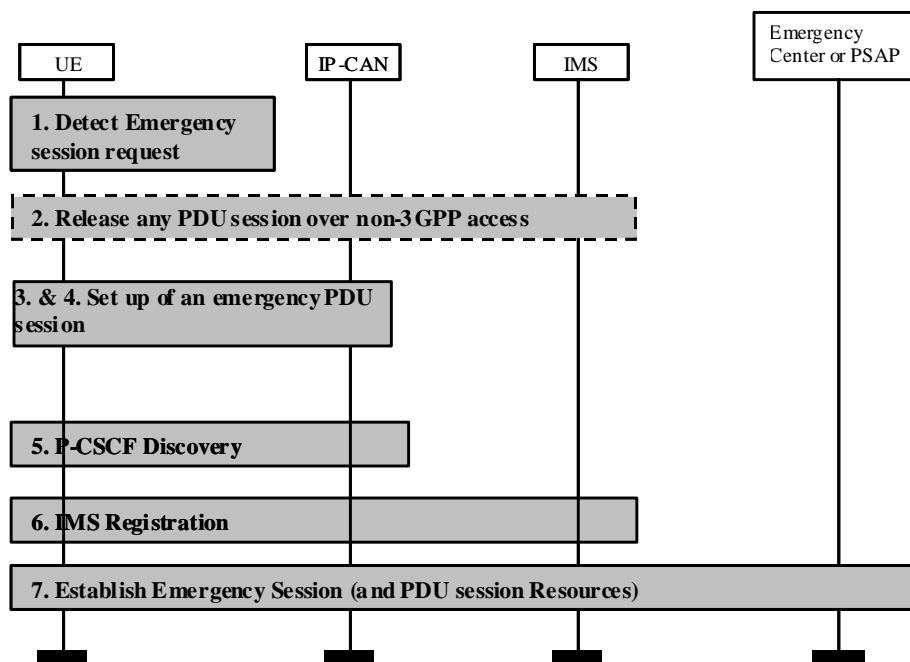 UE
IP-CAN
IMS
Emergency
Center or PSAP
1. Detect Emergency
session request
2. Release any PDU session over non-3GPP access
3. & 4. Set up of an emergency PDU
session
5. P-CSCF Discovery
6. IMS Registration
7. Establish Emergency Session (and PDU session Resources)